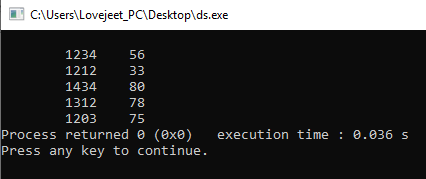 C:\Users\Lovejeet_PC\Desktop\ds.exe
1234 56
1212 33
1434 80
1312 78
1203 75
Process returned 0 (0x0) execution time : 0.036 s
Press any key to continue.